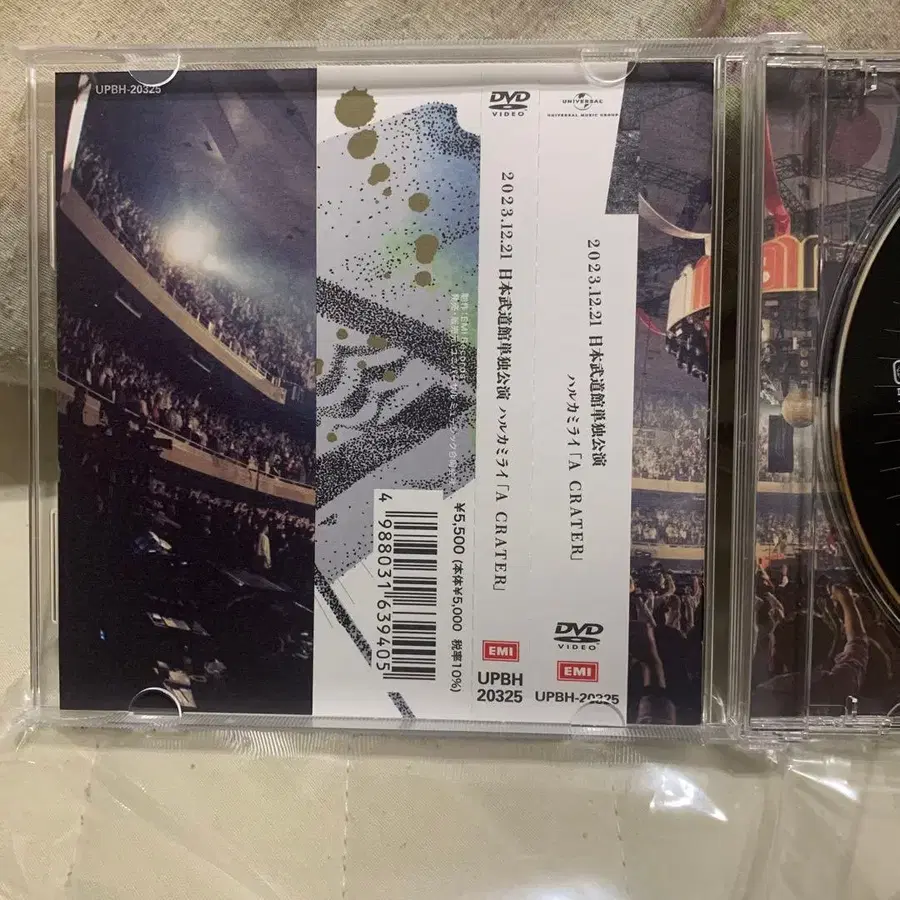 UPBH-20325
DVD
VIDEO
UNIVERSAL
UNIVERSAL MUSIC GROUP
2023.12.21 日本武道館単独公演 ハルカミライ「A CRATER」
2023.12.21 日本武道館単独公演
ハルカミライ「A CRATER」
¥5,500 (本体¥5,000 税率10%)
4 988031 639405
EMI
UPBH
20325
DVD
VIDEO
EMI
UPBH-20325